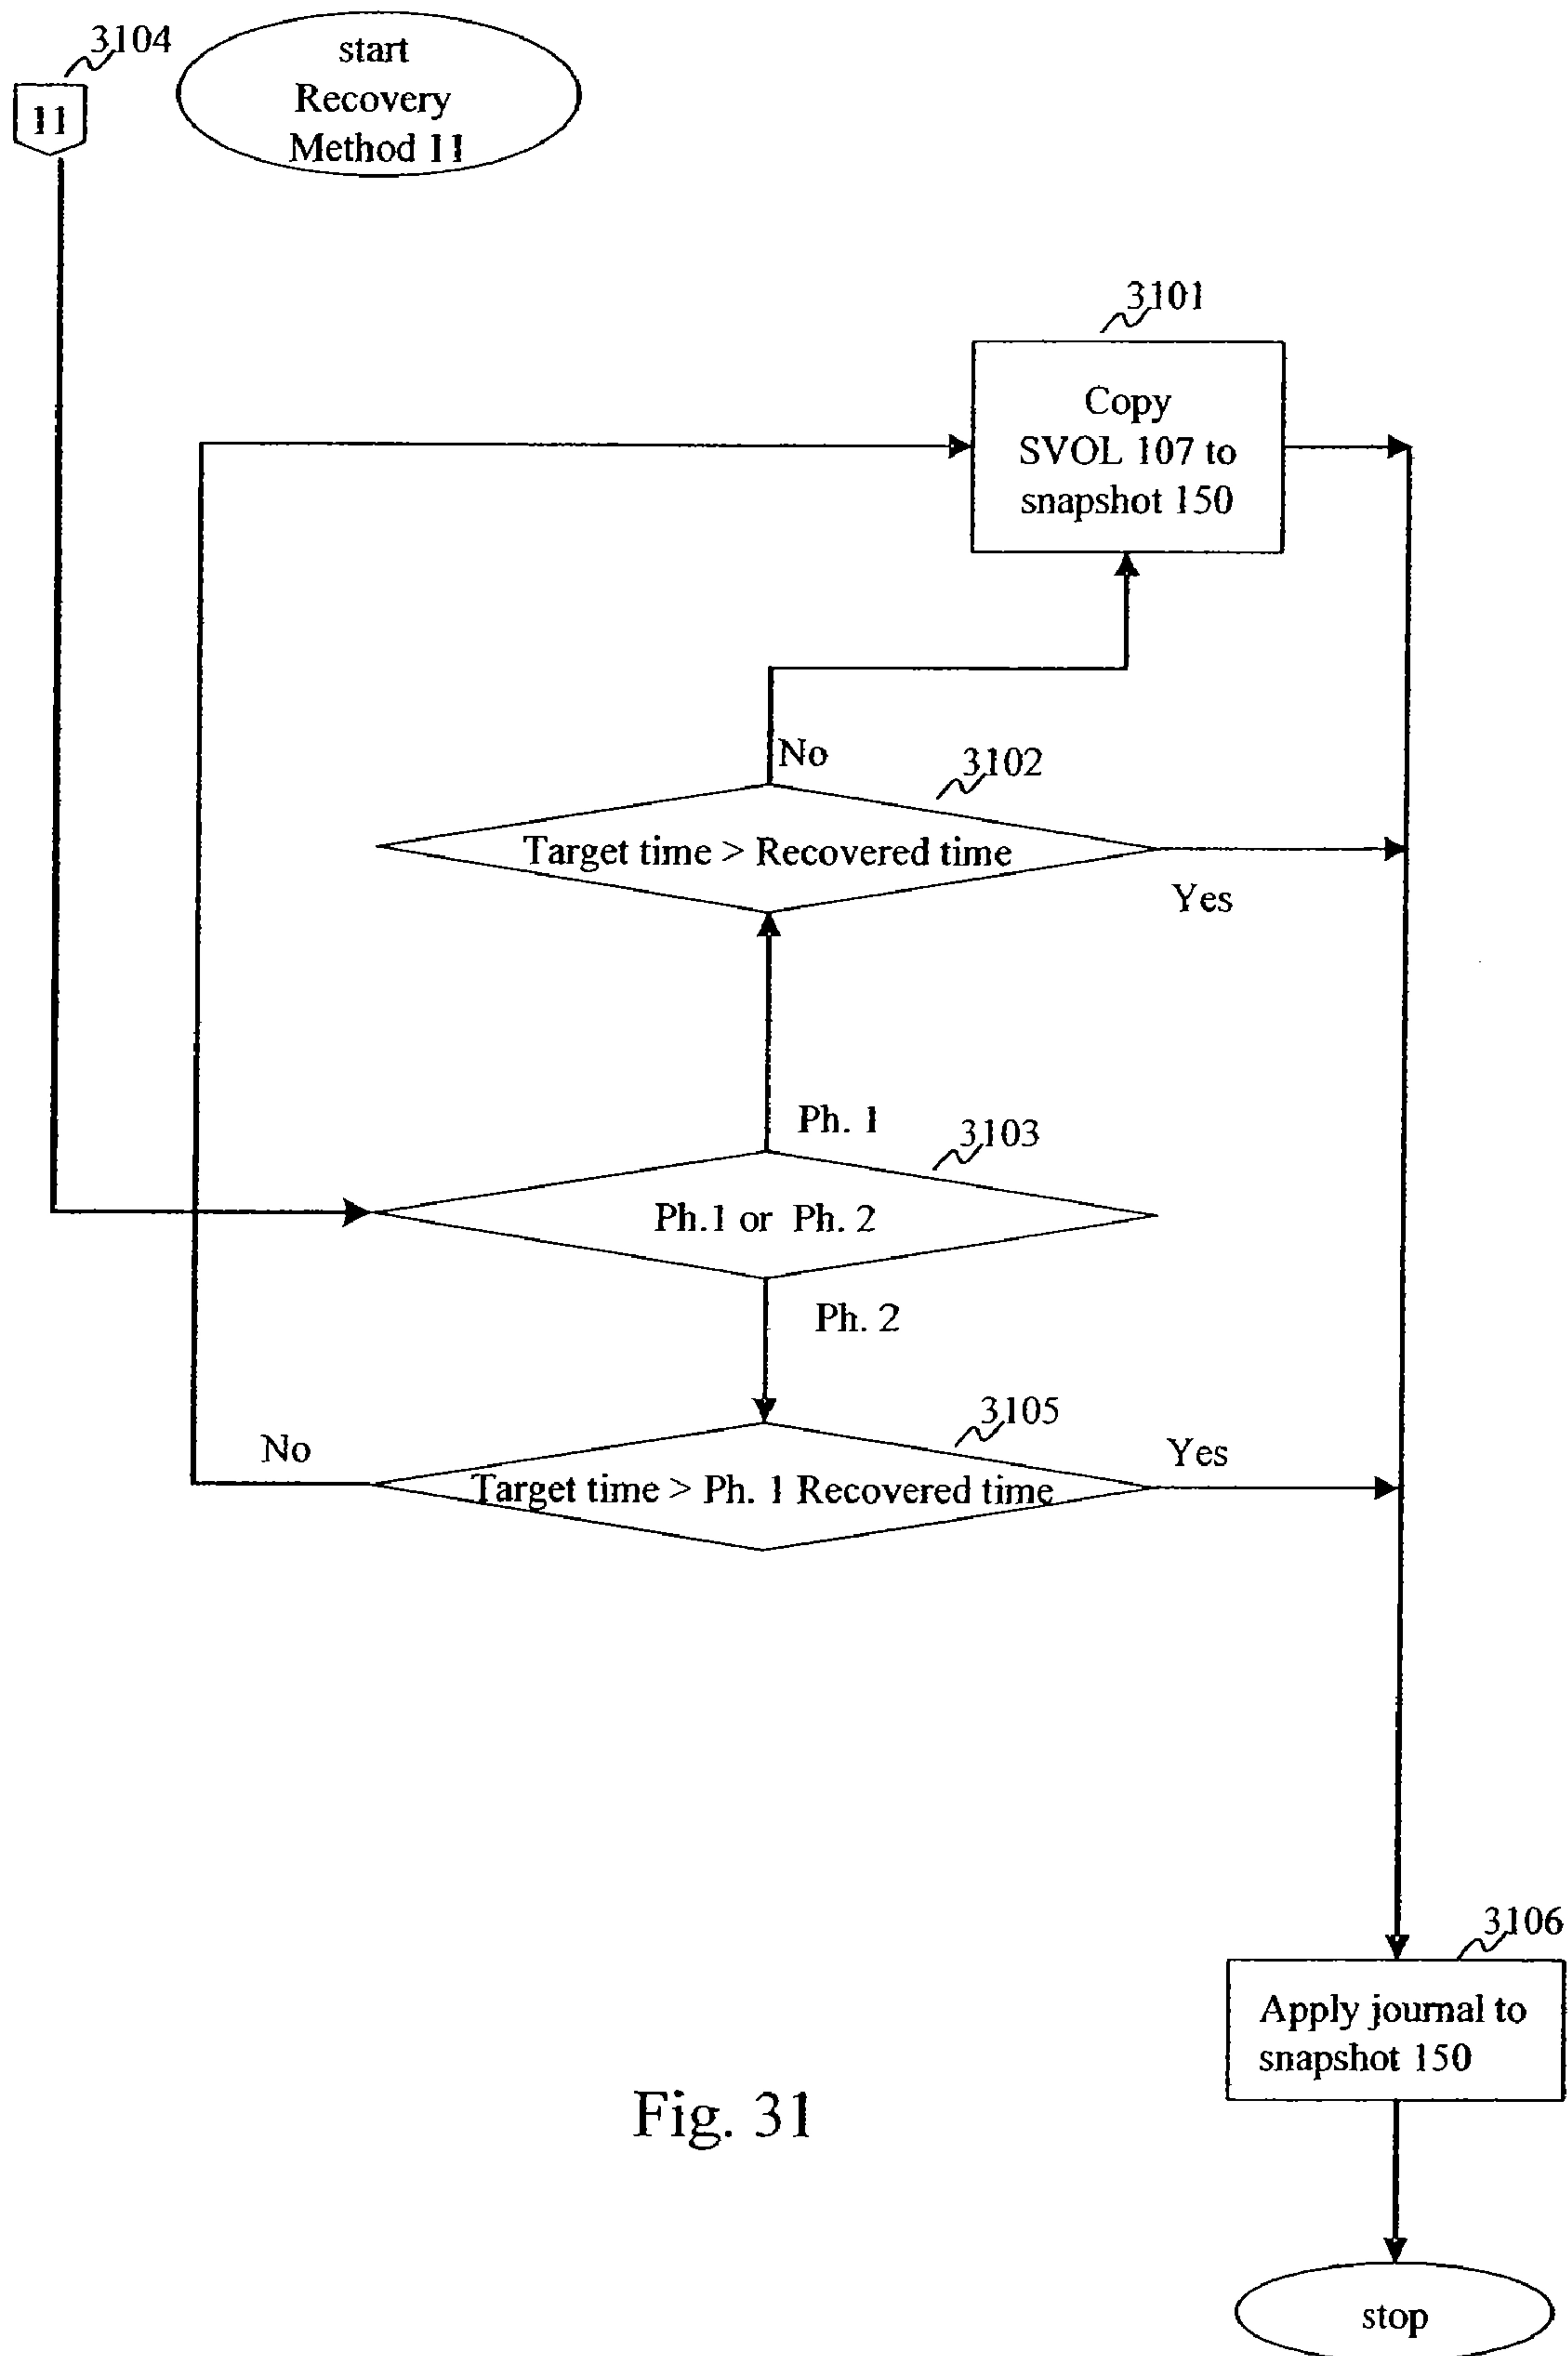 3104
11
start
Recovery
Method 11
3101
Copy
SVOL 107 to
snapshot 150
No
3102
Target time > Recovered time
Yes
Ph. 1
3103
Ph.1 or Ph. 2
Ph. 2
3105
No
Yes
Target time > Ph. 1 Recovered time
3106
Apply journal to
snapshot 150
Fig. 31
stop